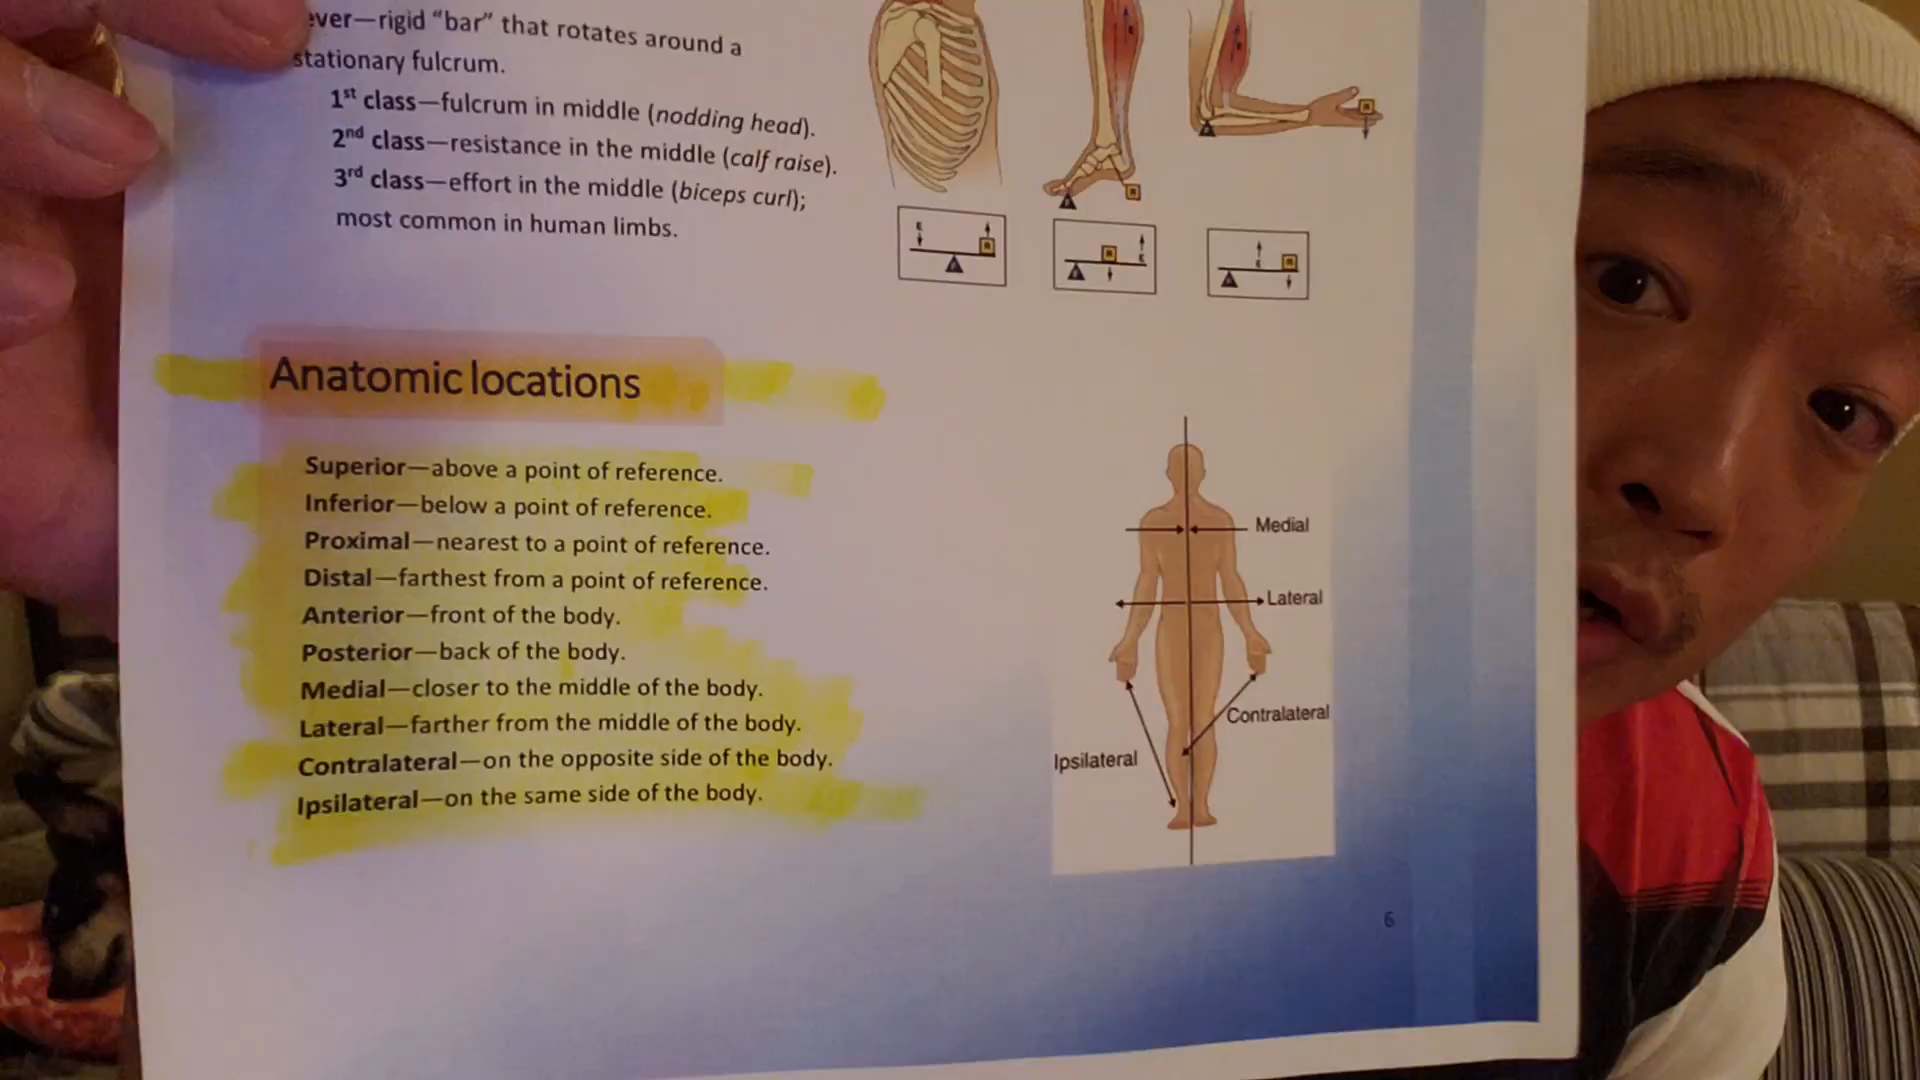 ever—rigid “bar” that rotates around a
stationary fulcrum.
1st class—fulcrum in middle (nodding head).
2nd class—resistance in the middle (calf raise).
3rd class—effort in the middle (biceps curl);
most common in human limbs.
Anatomic locations
Superior—above a point of reference.
Inferior—below a point of reference.
Proximal—nearest to a point of reference.
Distal—farthest from a point of reference.
Anterior—front of the body.
Posterior—back of the body.
Medial—closer to the middle of the body.
Lateral—farther from the middle of the body.
Contralateral—on the opposite side of the body.
Ipsilateral—on the same side of the body.
Medial
Lateral
Contralateral
Ipsilateral
6